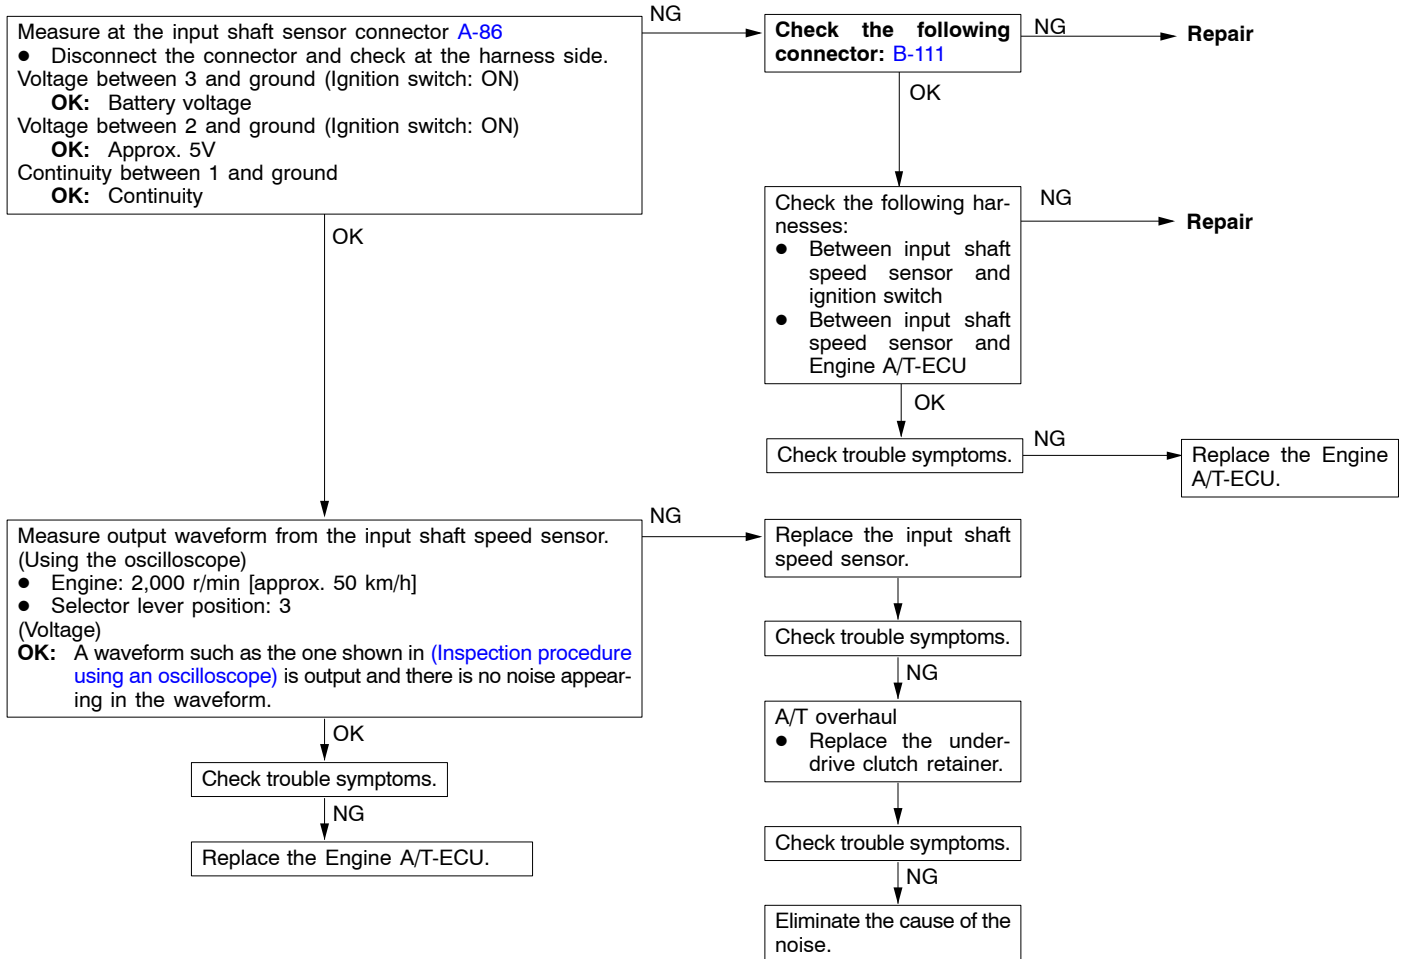 Measure at the input shaft sensor connector A-86
● Disconnect the connector and check at the harness side.
Voltage between 3 and ground (Ignition switch: ON)
OK: Battery voltage
Voltage between 2 and ground (Ignition switch: ON)
OK: Approx. 5V
Continuity between 1 and ground
OK: Continuity
NG
Check the following
connector: B-111
NG
Repair
OK
Check the following har-
nesses:
● Between input shaft
speed sensor and
ignition switch
● Between input shaft
speed sensor and
Engine A/T-ECU
NG
Repair
OK
OK
Check trouble symptoms.
NG
Replace the Engine
A/T-ECU.
Measure output waveform from the input shaft speed sensor.
(Using the oscilloscope)
● Engine: 2,000 r/min [approx. 50 km/h]
● Selector lever position: 3
(Voltage)
OK: A waveform such as the one shown in (Inspection procedure
using an oscilloscope) is output and there is no noise appear-
ing in the waveform.
NG
Replace the input shaft
speed sensor.
Check trouble symptoms.
NG
A/T overhaul
● Replace the under-
drive clutch retainer.
Check trouble symptoms.
NG
Eliminate the cause of the
noise.
OK
Check trouble symptoms.
NG
Replace the Engine A/T-ECU.